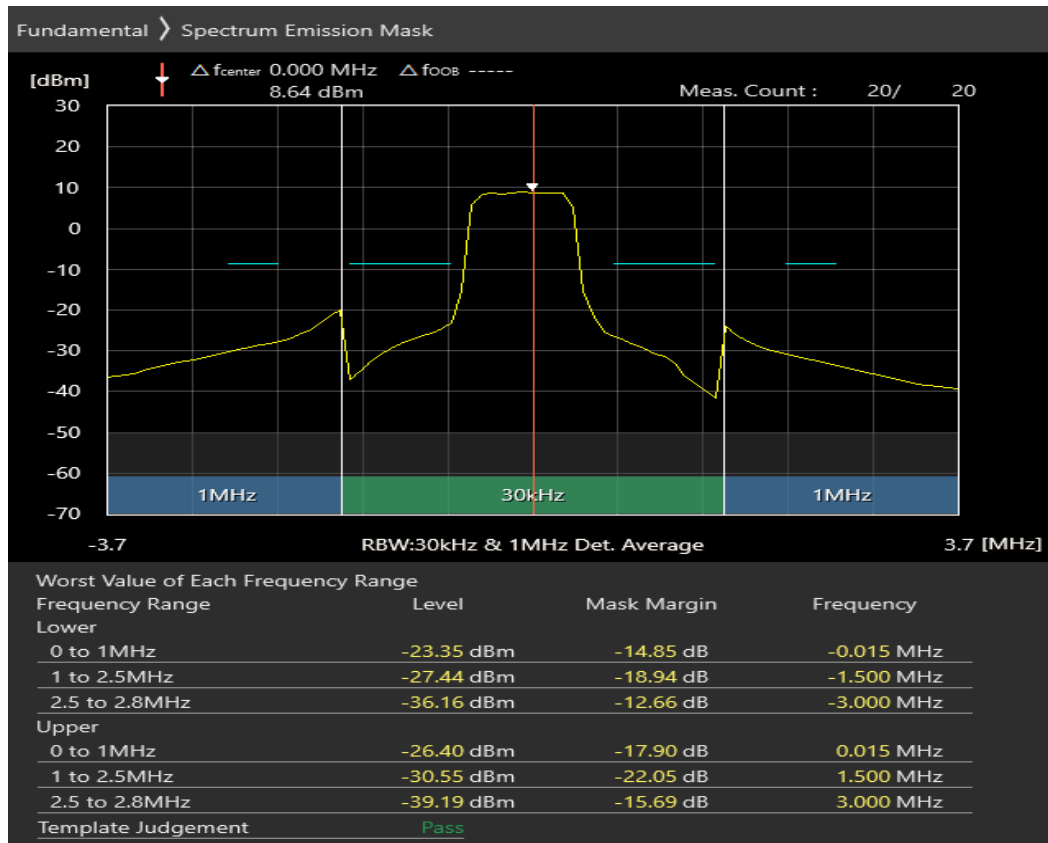 Fundamental ❭ Spectrum Emission Mask
[dBm] △ fcenter 0.000 MHz △ fOOB -----
8.64 dBm Meas. Count : 20/ 20
30
20
10
0
-10
-20
-30
-40
-50
-60
-70
1MHz 30kHz 1MHz
-3.7 RBW:30kHz & 1MHz Det. Average 3.7 [MHz]
Worst Value of Each Frequency Range
Frequency Range Level Mask Margin Frequency
Lower
0 to 1MHz -23.35 dBm -14.85 dB -0.015 MHz
1 to 2.5MHz -27.44 dBm -18.94 dB -1.500 MHz
2.5 to 2.8MHz -36.16 dBm -12.66 dB -3.000 MHz
Upper
0 to 1MHz -26.40 dBm -17.90 dB 0.015 MHz
1 to 2.5MHz -30.55 dBm -22.05 dB 1.500 MHz
2.5 to 2.8MHz -39.19 dBm -15.69 dB 3.000 MHz
Template Judgement Pass